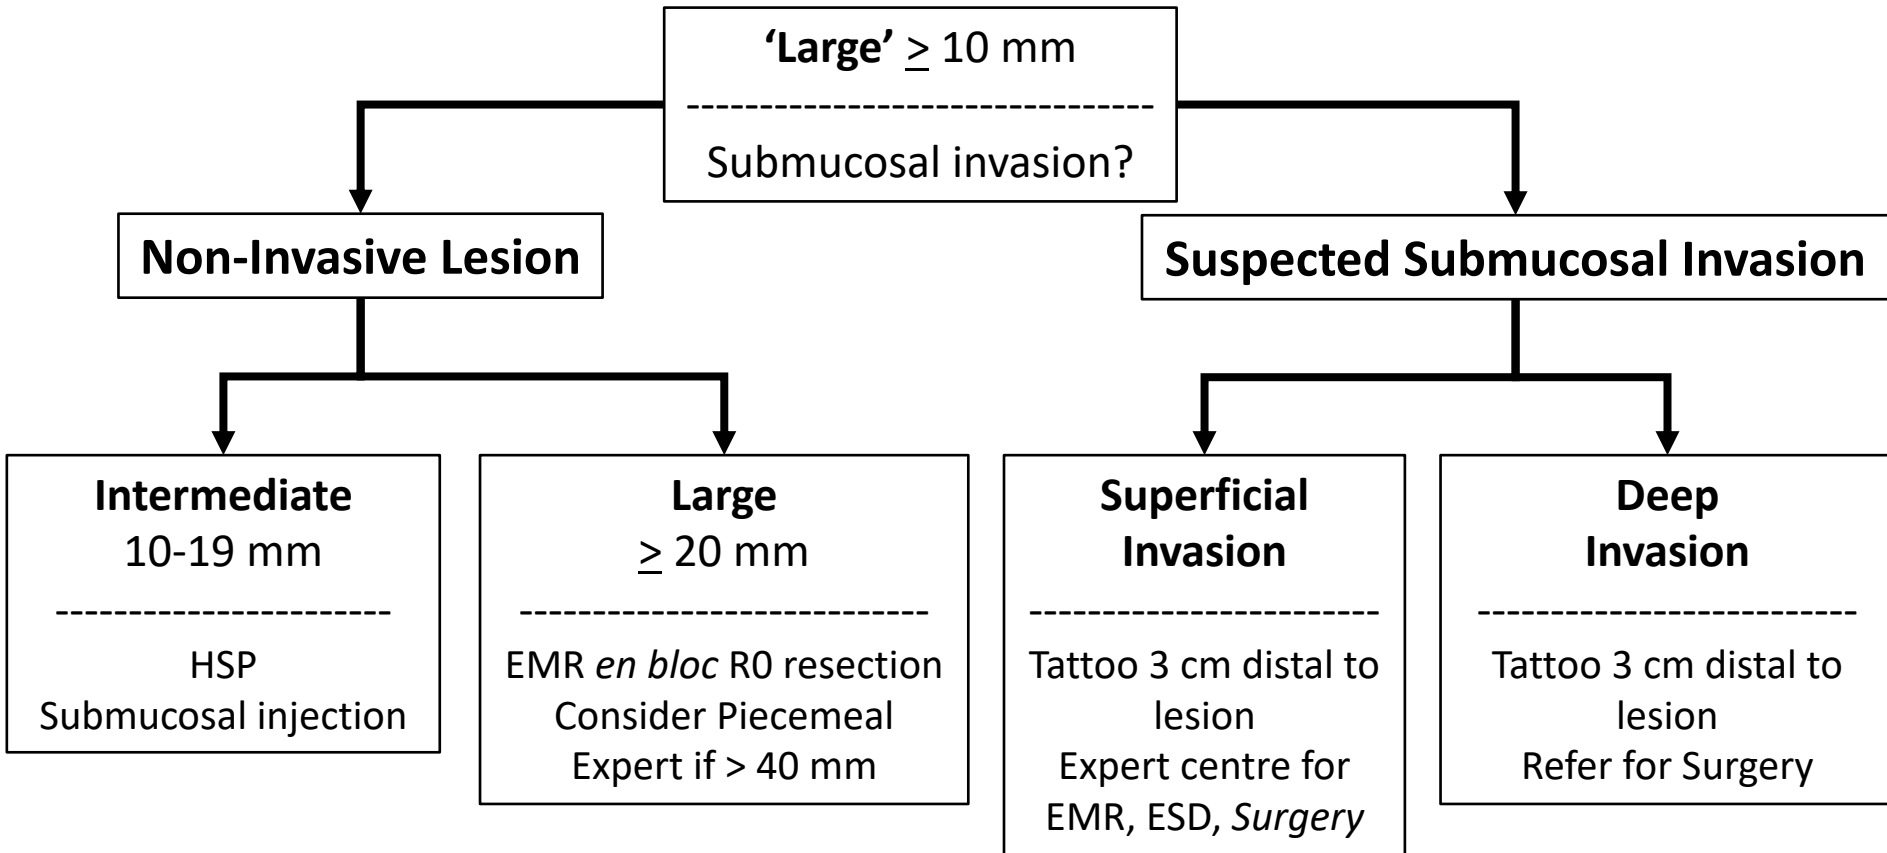 ‘Large’ ≥ 10 mm
--------------------------------
Submucosal invasion?
Non-Invasive Lesion
Suspected Submucosal Invasion
Intermediate
10-19 mm
-----------------------
HSP
Submucosal injection
Large
≥ 20 mm
----------------------------
EMR en bloc R0 resection
Consider Piecemeal
Expert if > 40 mm
Superficial
Invasion
------------------------
Tattoo 3 cm distal to
lesion
Expert centre for
EMR, ESD, Surgery
Deep
Invasion
--------------------------
Tattoo 3 cm distal to
lesion
Refer for Surgery